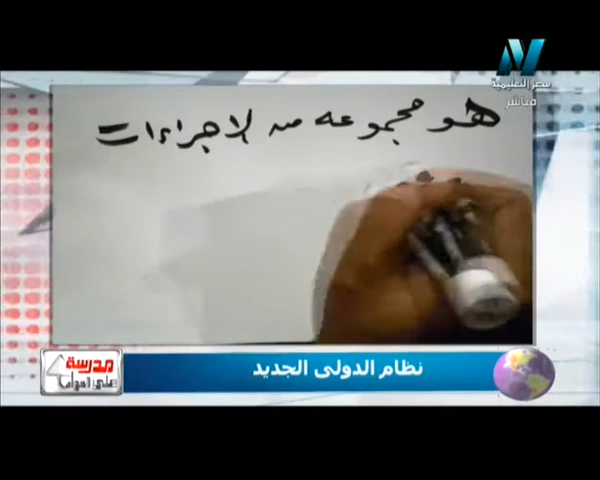 مصر التعليمية
مباشر
هو مجموعه من الاجراءات
نظام الدولى الجديد
مدرسة
على الهواء